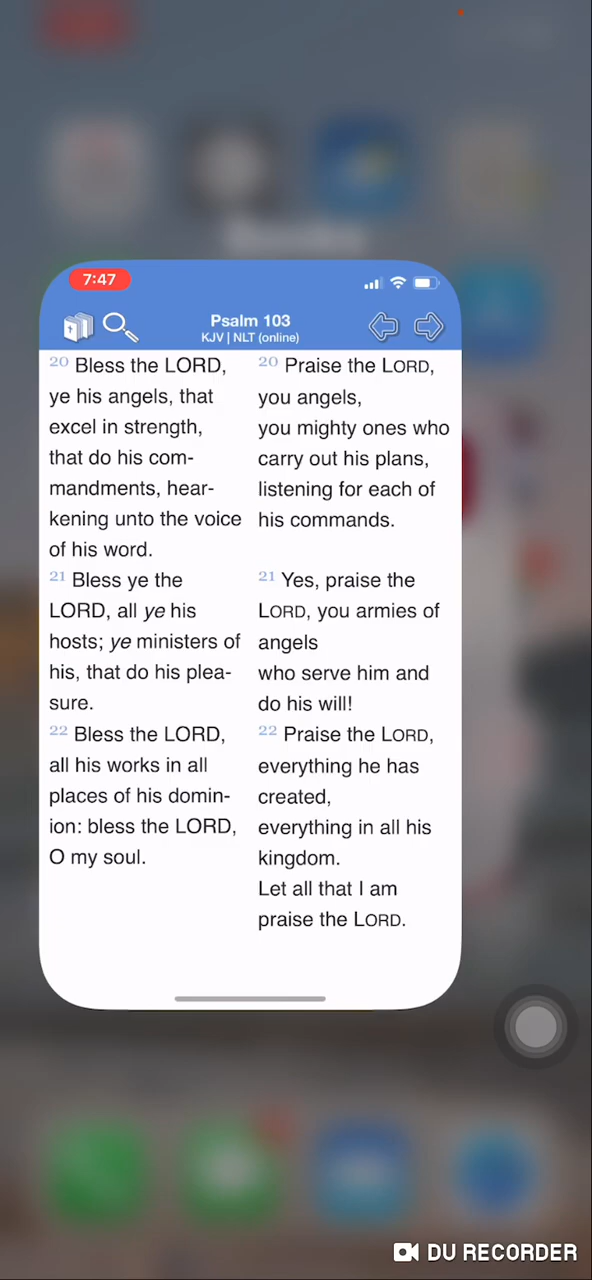 7:47
Psalm 103
KJV | NLT (online)
20 Bless the LORD,
ye his angels, that
excel in strength,
that do his com-
mandments, hear-
kening unto the voice
of his word.
21 Bless ye the
LORD, all ye his
hosts; ye ministers of
his, that do his plea-
sure.
22 Bless the LORD,
all his works in all
places of his domin-
ion: bless the LORD,
O my soul.
20 Praise the LORD,
you angels,
you mighty ones who
carry out his plans,
listening for each of
his commands.
21 Yes, praise the
LORD, you armies of
angels
who serve him and
do his will!
22 Praise the LORD,
everything he has
created,
everything in all his
kingdom.
Let all that I am
praise the LORD.
DU RECORDER